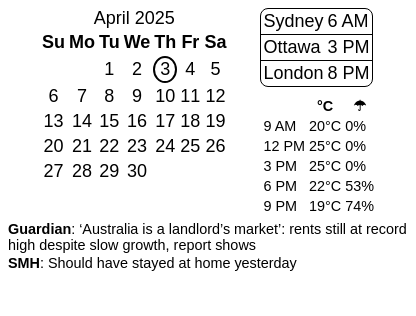 April 2025
Su Mo Tu We Th Fr Sa
1 2 3 4 5
6 7 8 9 10 11 12
13 14 15 16 17 18 19
20 21 22 23 24 25 26
27 28 29 30
Sydney 6 AM
Ottawa 3 PM
London 8 PM
°C ☂
9 AM 20°C 0%
12 PM 25°C 0%
3 PM 25°C 0%
6 PM 22°C 53%
9 PM 19°C 74%
Guardian: ‘Australia is a landlord’s market’: rents still at record
high despite slow growth, report shows
SMH: Should have stayed at home yesterday